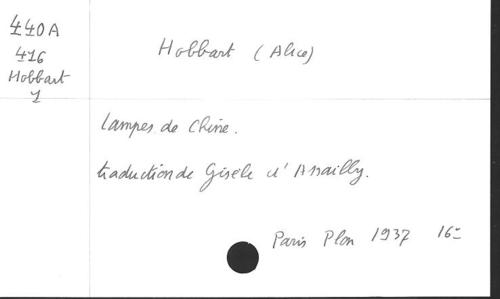 440A
416
Hobbart
1
Hobbart (Alice)
Lampes de Chine.
traduction de Gisèle d'Assailly.
Paris Plon 1937 16-